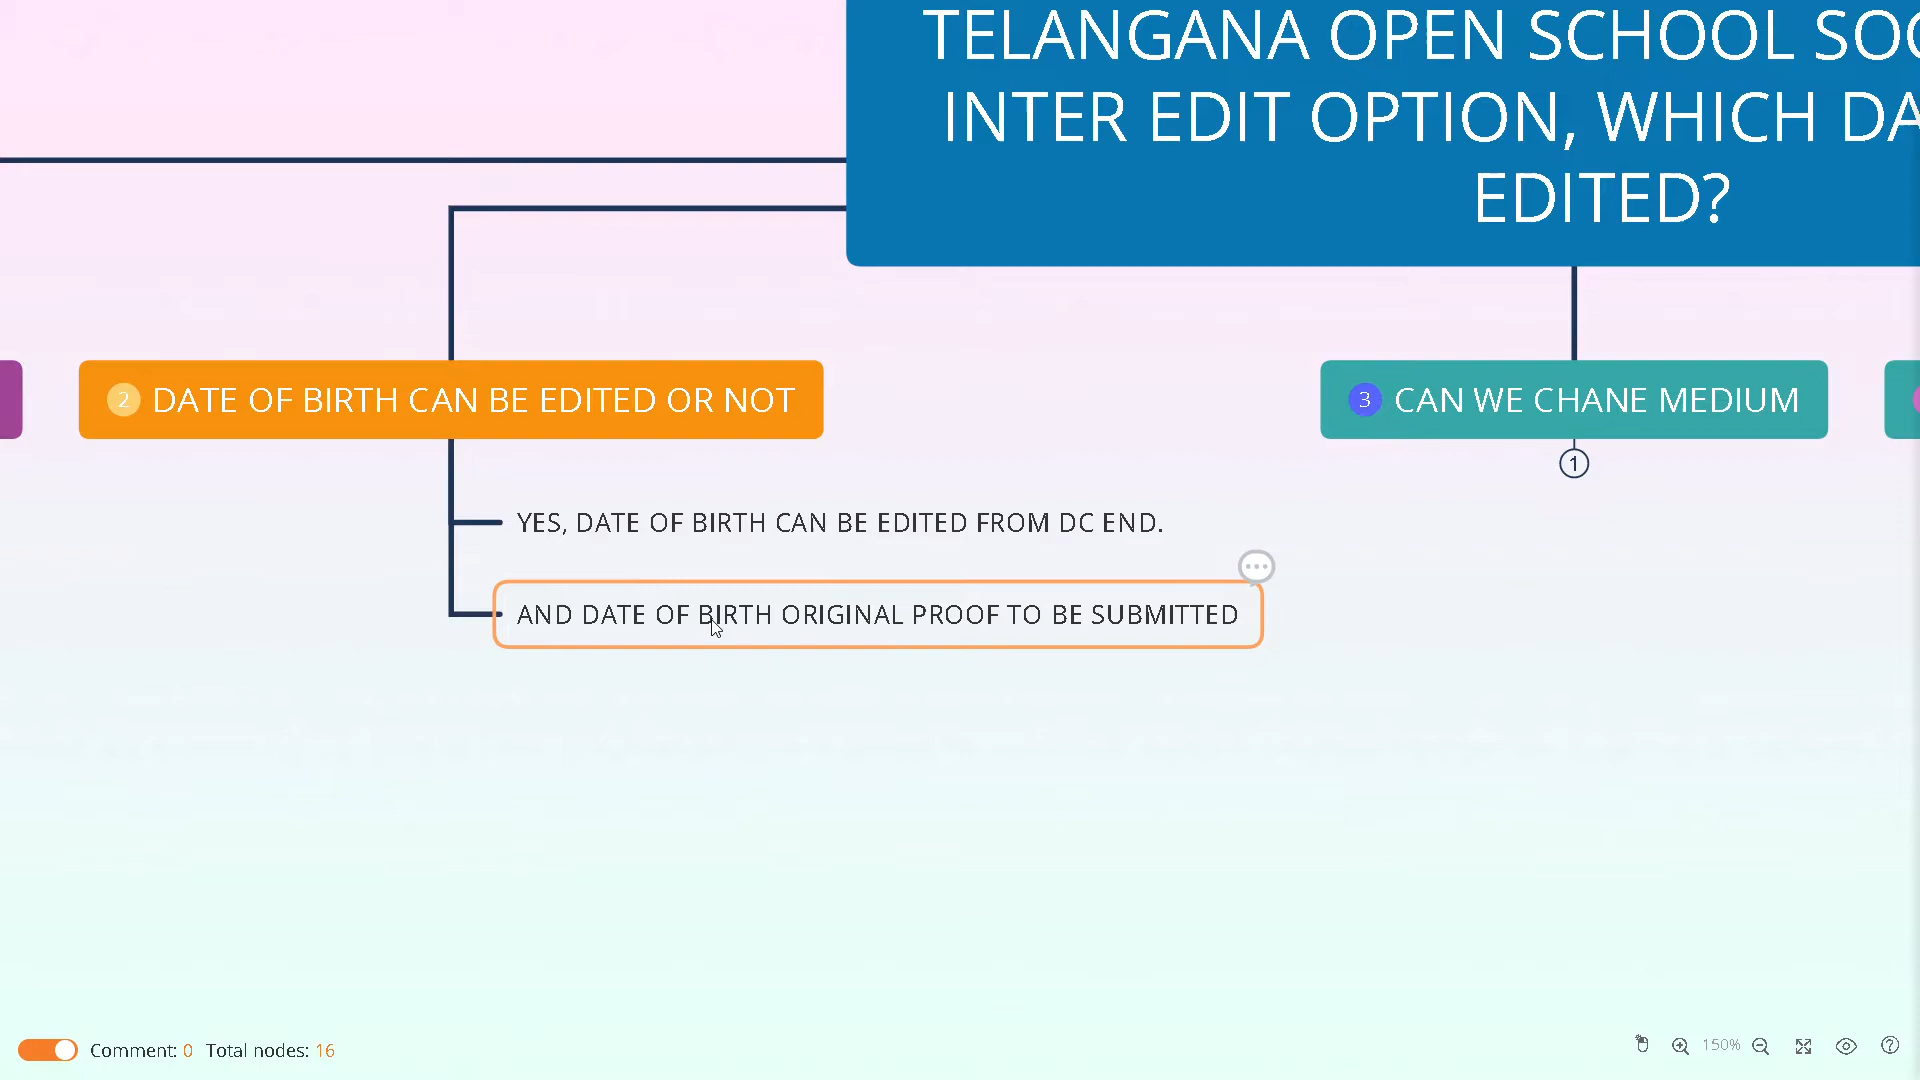 TELANGANA OPEN SCHOOL
INTER EDIT OPTION, WHICH
EDITED?
2 DATE OF BIRTH CAN BE EDITED OR NOT
3 CAN WE CHANE MEDIUM
1
YES, DATE OF BIRTH CAN BE EDITED FROM DC END.
AND DATE OF BIRTH ORIGINAL PROOF TO BE SUBMITTED
Comment: 0 Total nodes: 16
150%